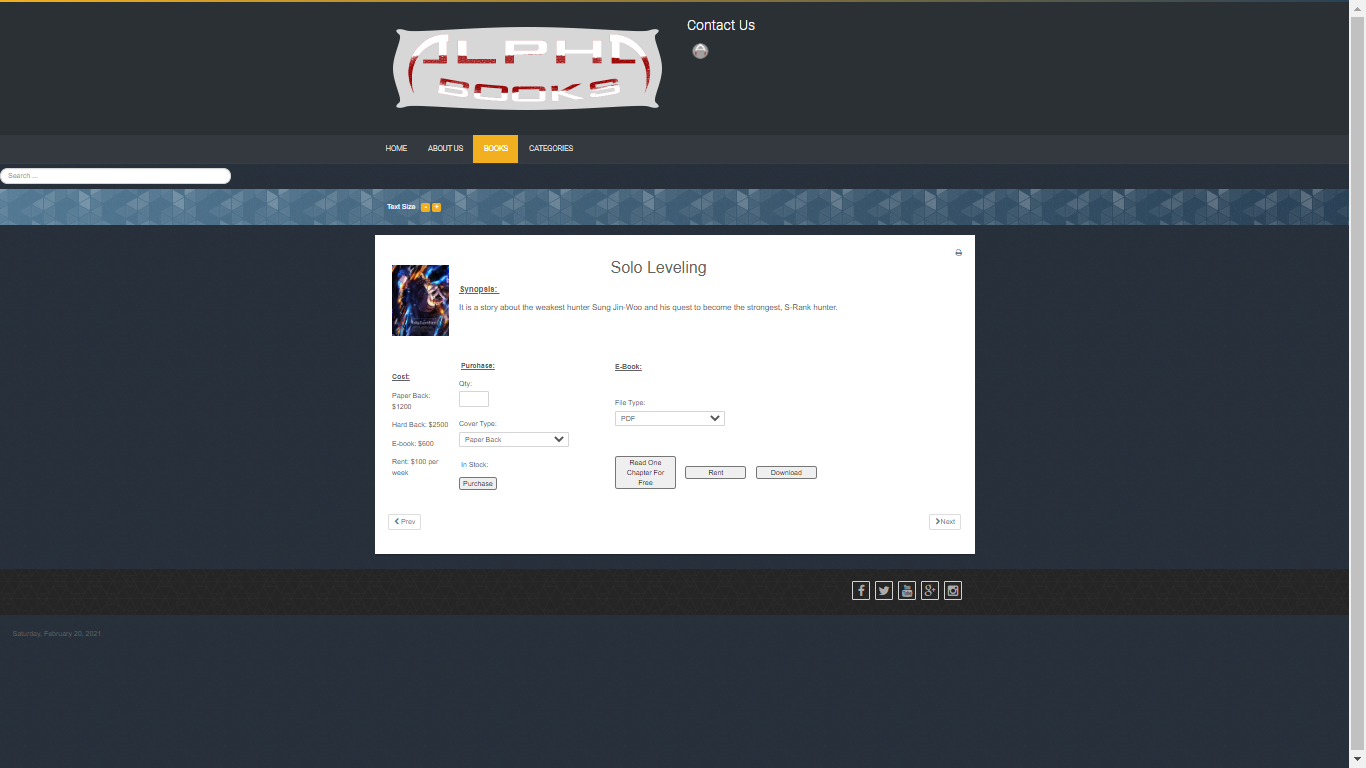 ALPHA
BOOKS
Contact Us
HOME ABOUT US BOOKS CATEGORIES
Search ...
Text Size - +
Solo Leveling
Synopsis:
It is a story about the weakest hunter Sung Jin-Woo and his quest to become the strongest, S-Rank hunter.
Cost:
Paper Back:
$1200
Hard Back: $2500
E-book: $600
Rent: $100 per
week
Purchase:
Qty:
Cover Type:
Paper Back
In Stock:
Purchase
E-Book:
File Type:
PDF
Read One
Chapter For
Free
Rent
Download
Prev
Next
Saturday, February 20, 2021